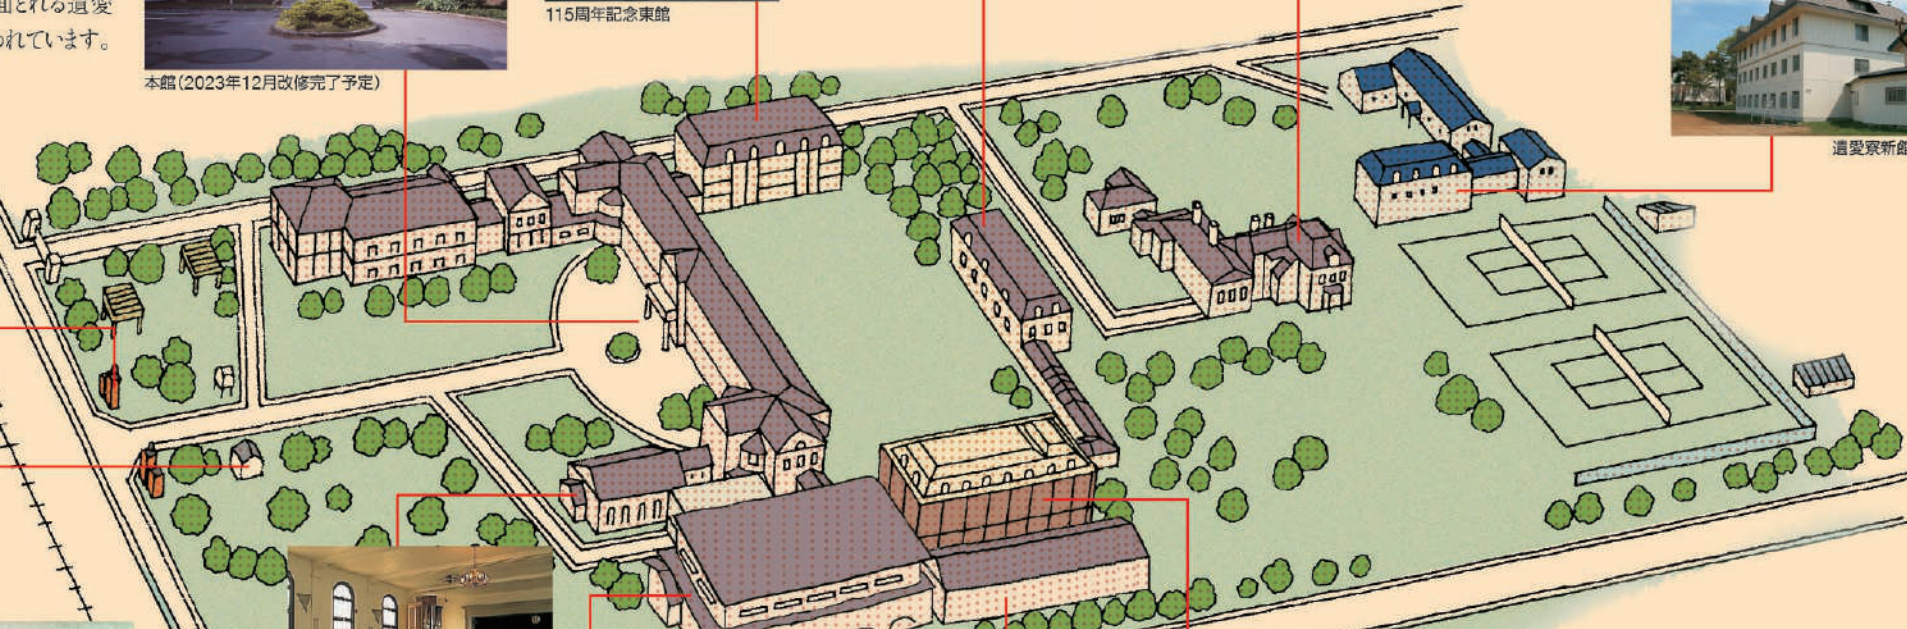 面される遺愛
われています。
115周年記念東館
本館(2023年12月改修完了予定)
遺愛寮新館